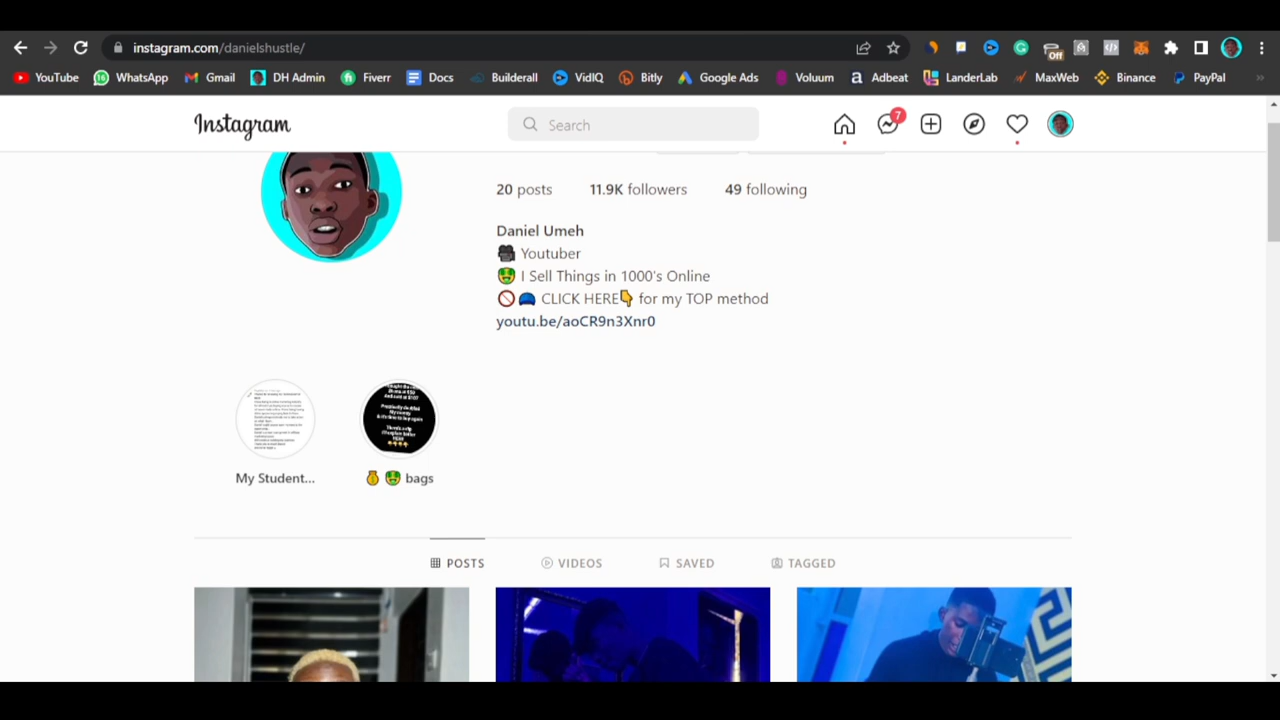 instagram.com/danielshustle/
Off
YouTube WhatsApp Gmail DH Admin Fiverr Docs Builderall VidIQ Bitly Google Ads Voluum Adbeat LanderLab MaxWeb Binance PayPal »
Instagram Search 7
20 posts 11.9K followers 49 following
Daniel Umeh
🎥 Youtuber
🤑 I Sell Things in 1000's Online
🚫🧢 CLICK HERE👇 for my TOP method
youtu.be/aoCR9n3Xnr0
My Student... 💰 🤑 bags
POSTS VIDEOS SAVED TAGGED